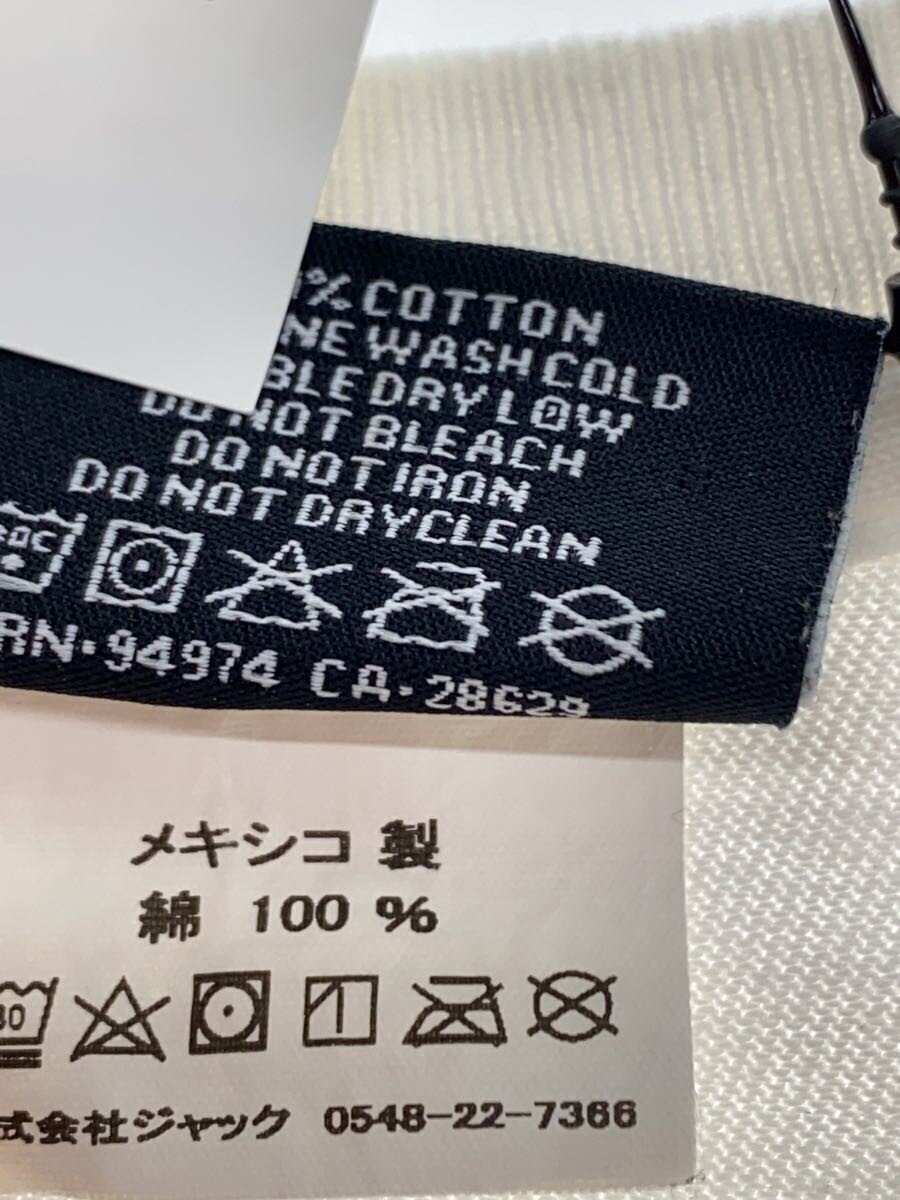 % COTTON
NE WASH COLD
BLE DRY LOW
DO NOT BLEACH
DO NOT IRON
DO NOT DRYCLEAN
RN·94974 CA·28629
メキシコ 製
綿 100 %
30
式会社ジャック 0548-22-7366